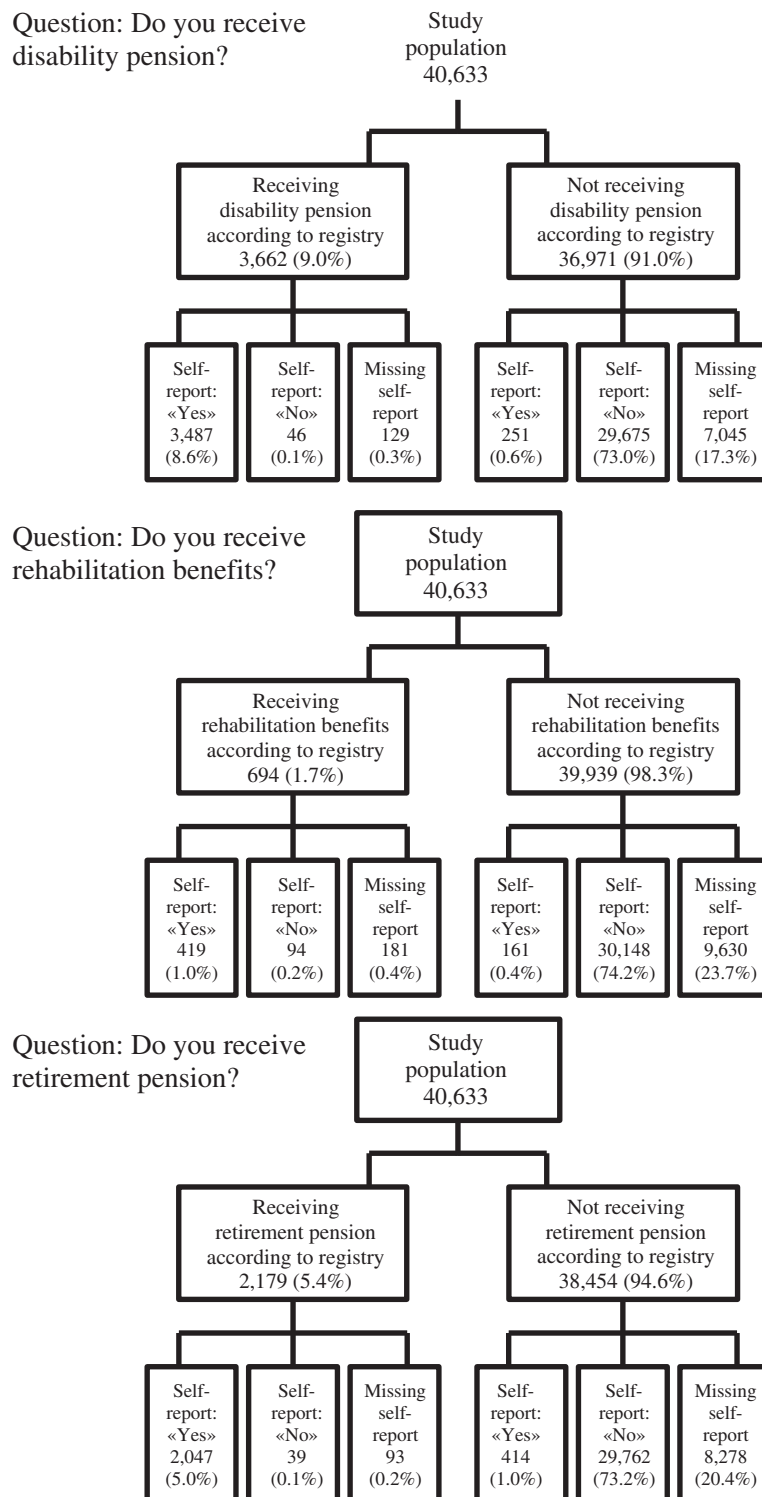 Question: Do you receive
disability pension?
Study
population
40,633
Receiving
disability pension
according to registry
3,662 (9.0%)
Not receiving
disability pension
according to registry
36,971 (91.0%)
Self-
report:
«Yes»
3,487
(8.6%)
Self-
report:
«No»
46
(0.1%)
Missing
self-
report
129
(0.3%)
Self-
report:
«Yes»
251
(0.6%)
Self-
report:
«No»
29,675
(73.0%)
Missing
self-
report
7,045
(17.3%)
Question: Do you receive
rehabilitation benefits?
Study
population
40,633
Receiving
rehabilitation benefits
according to registry
694 (1.7%)
Not receiving
rehabilitation benefits
according to registry
39,939 (98.3%)
Self-
report:
«Yes»
419
(1.0%)
Self-
report:
«No»
94
(0.2%)
Missing
self-
report
181
(0.4%)
Self-
report:
«Yes»
161
(0.4%)
Self-
report:
«No»
30,148
(74.2%)
Missing
self-
report
9,630
(23.7%)
Question: Do you receive
retirement pension?
Study
population
40,633
Receiving
retirement pension
according to registry
2,179 (5.4%)
Not receiving
retirement pension
according to registry
38,454 (94.6%)
Self-
report:
«Yes»
2,047
(5.0%)
Self-
report:
«No»
39
(0.1%)
Missing
self-
report
93
(0.2%)
Self-
report:
«Yes»
414
(1.0%)
Self-
report:
«No»
29,762
(73.2%)
Missing
self-
report
8,278
(20.4%)